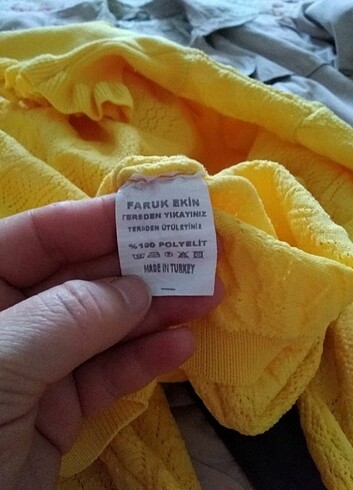 FARUK EKİN
TERSDEN YIKAYINIZ
TERSDEN ÜTÜLEYİNİZ
%100 POLYELİT
MADE IN TURKEY